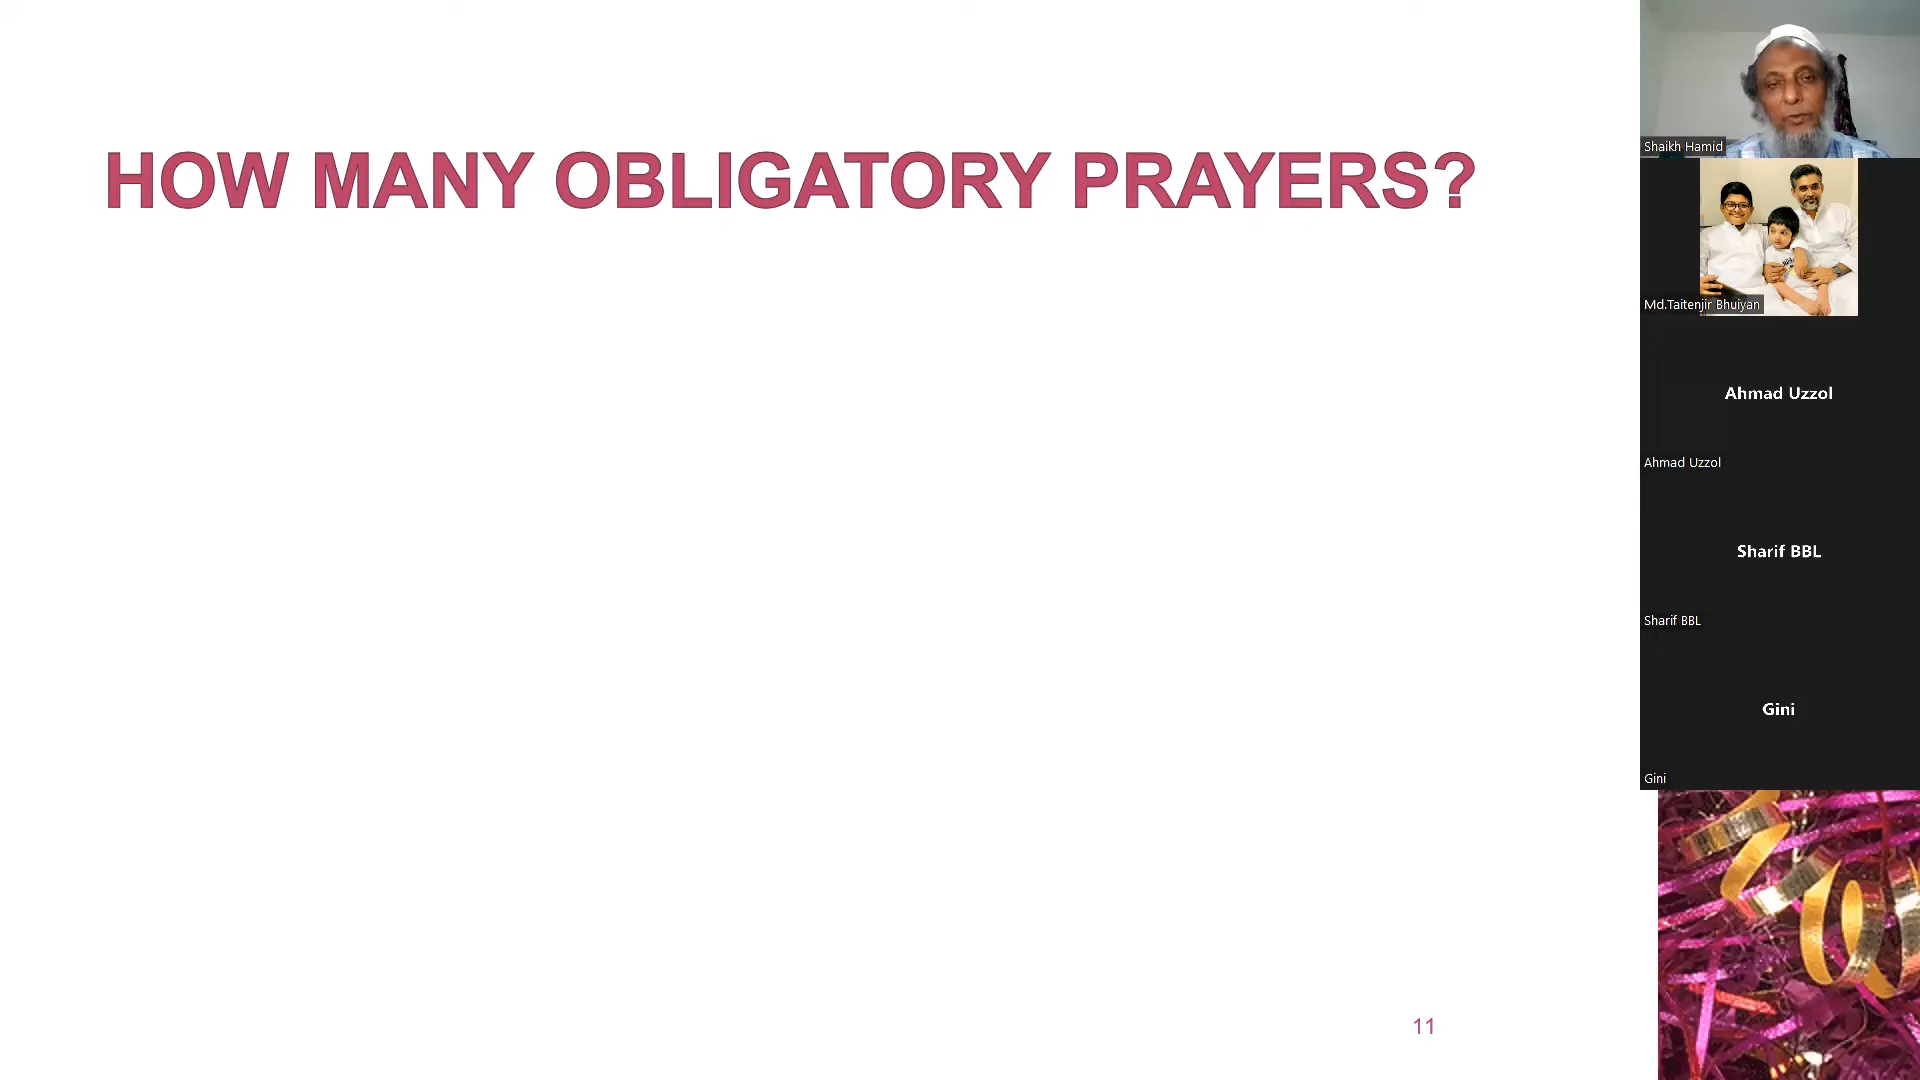 HOW MANY OBLIGATORY PRAYERS?
Shaikh Hamid
Md.Taitenjir Bhuiyan
Ahmad Uzzol
Ahmad Uzzol
Sharif BBL
Sharif BBL
Gini
Gini
11